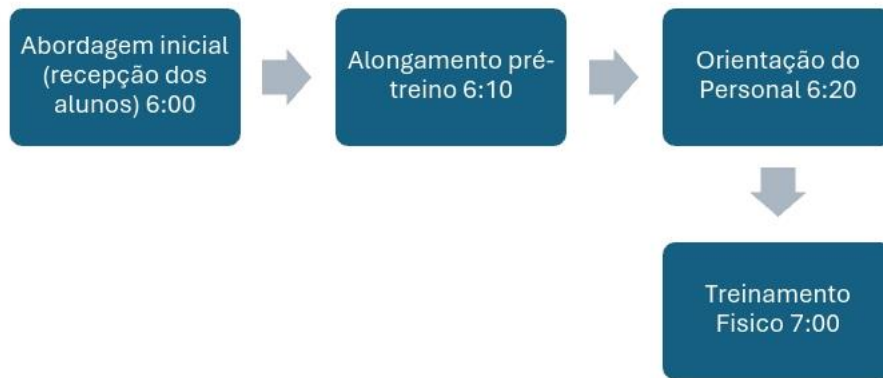 Abordagem inicial
(recepção dos
alunos) 6:00
Alongamento pré-
treino 6:10
Orientação do
Personal 6:20
Treinamento
Fisico 7:00